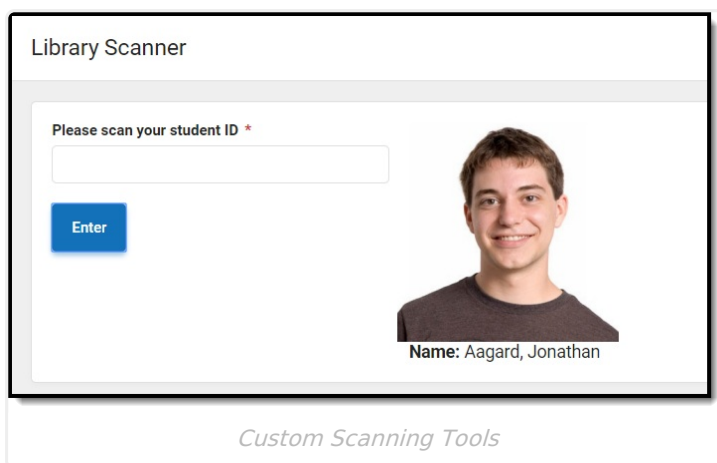 Library Scanner
Please scan your student ID *
Enter
Name: Aagard, Jonathan
Custom Scanning Tools